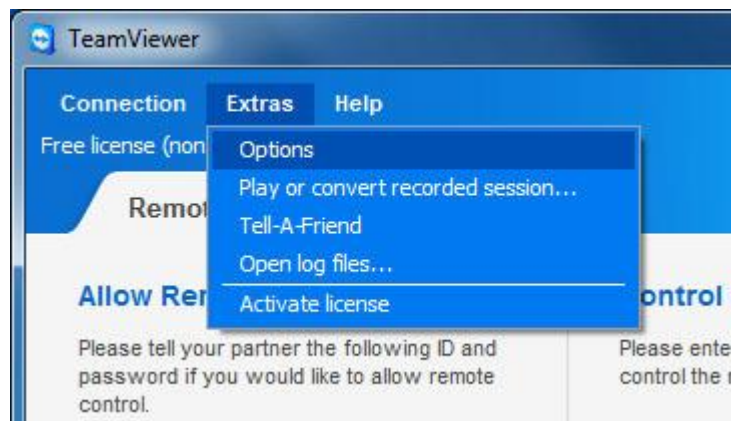 TeamViewer
Connection Extras Help
Free license (non
Options
Play or convert recorded session...
Tell-A-Friend
Open log files...
Activate license
Remot
Allow Rer
Please tell your partner the following ID and
password if you would like to allow remote
control.
ontrol
Please ente
control the r